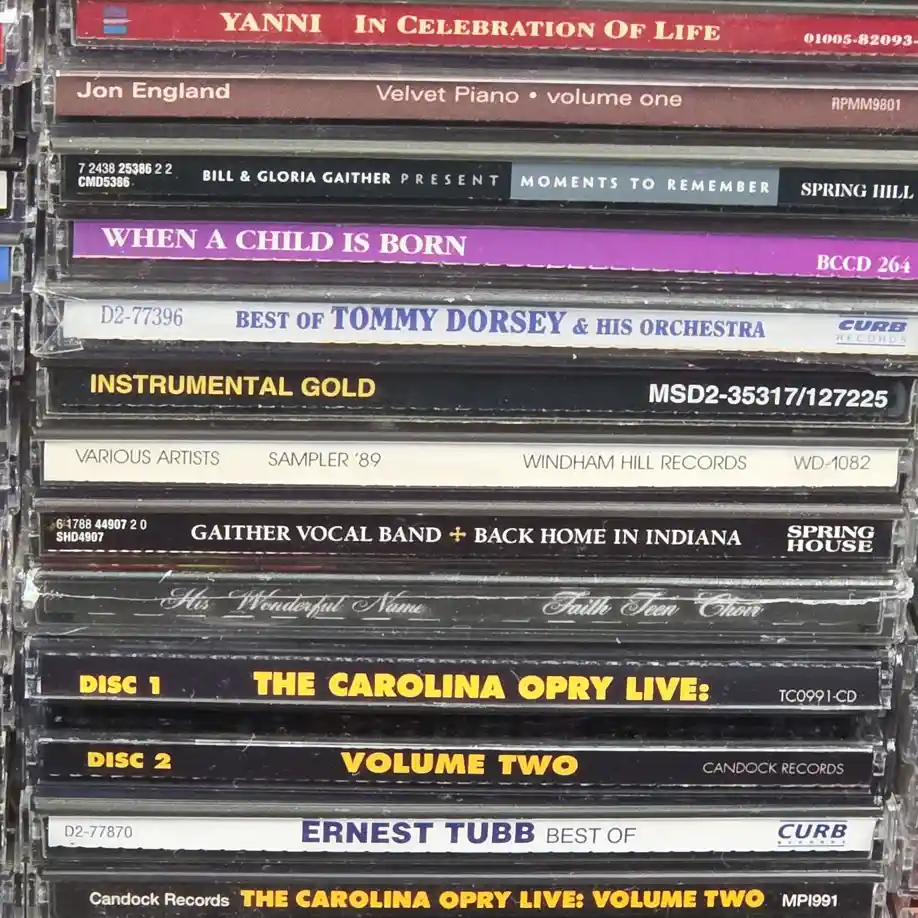 YANNI IN CELEBRATION OF LIFE 01005-82093-
Jon England Velvet Piano • volume one RPMM9801
7 2438 25386 2 2
CMD5386
BILL & GLORIA GAITHER PRESENT MOMENTS TO REMEMBER SPRING HILL
WHEN A CHILD IS BORN BCCD 264
D2-77396 BEST OF TOMMY DORSEY & HIS ORCHESTRA CURB
RECORDS
INSTRUMENTAL GOLD MSD2-35317/127225
VARIOUS ARTISTS SAMPLER '89 WINDHAM HILL RECORDS WD-1082
6 1788 44907 2 0
SHD4907
GAITHER VOCAL BAND BACK HOME IN INDIANA SPRING
HOUSE
His Wonderful Name Faith Teen Choir
DISC 1 THE CAROLINA OPRY LIVE: TC0991-CD
DISC 2 VOLUME TWO CANDOCK RECORDS
D2-77870 ERNEST TUBB BEST OF CURB
RECORDS
Candock Records THE CAROLINA OPRY LIVE: VOLUME TWO MPI991